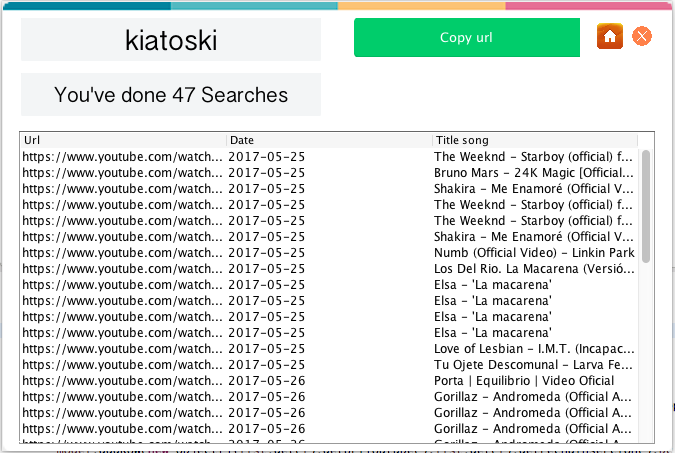 kiatoski
Copy url
You've done 47 Searches
Url Date Title song
https://www.youtube.com/watch... 2017-05-25 The Weeknd - Starboy (official) f...
https://www.youtube.com/watch... 2017-05-25 Bruno Mars - 24K Magic [Official...
https://www.youtube.com/watch... 2017-05-25 Shakira - Me Enamoré (Official V...
https://www.youtube.com/watch... 2017-05-25 The Weeknd - Starboy (official) f...
https://www.youtube.com/watch... 2017-05-25 The Weeknd - Starboy (official) f...
https://www.youtube.com/watch... 2017-05-25 Shakira - Me Enamoré (Official V...
https://www.youtube.com/watch... 2017-05-25 Numb (Official Video) - Linkin Park
https://www.youtube.com/watch... 2017-05-25 Los Del Rio. La Macarena (Versió...
https://www.youtube.com/watch... 2017-05-25 Elsa - 'La macarena'
https://www.youtube.com/watch... 2017-05-25 Elsa - 'La macarena'
https://www.youtube.com/watch... 2017-05-25 Elsa - 'La macarena'
https://www.youtube.com/watch... 2017-05-25 Elsa - 'La macarena'
https://www.youtube.com/watch... 2017-05-25 Love of Lesbian - I.M.T. (Incapac...
https://www.youtube.com/watch... 2017-05-25 Tu Ojete Descomunal - Larva Fe...
https://www.youtube.com/watch... 2017-05-26 Porta | Equilibrio | Video Oficial
https://www.youtube.com/watch... 2017-05-26 Gorillaz - Andromeda (Official A...
https://www.youtube.com/watch... 2017-05-26 Gorillaz - Andromeda (Official A...
https://www.youtube.com/watch... 2017-05-26 Gorillaz - Andromeda (Official A...